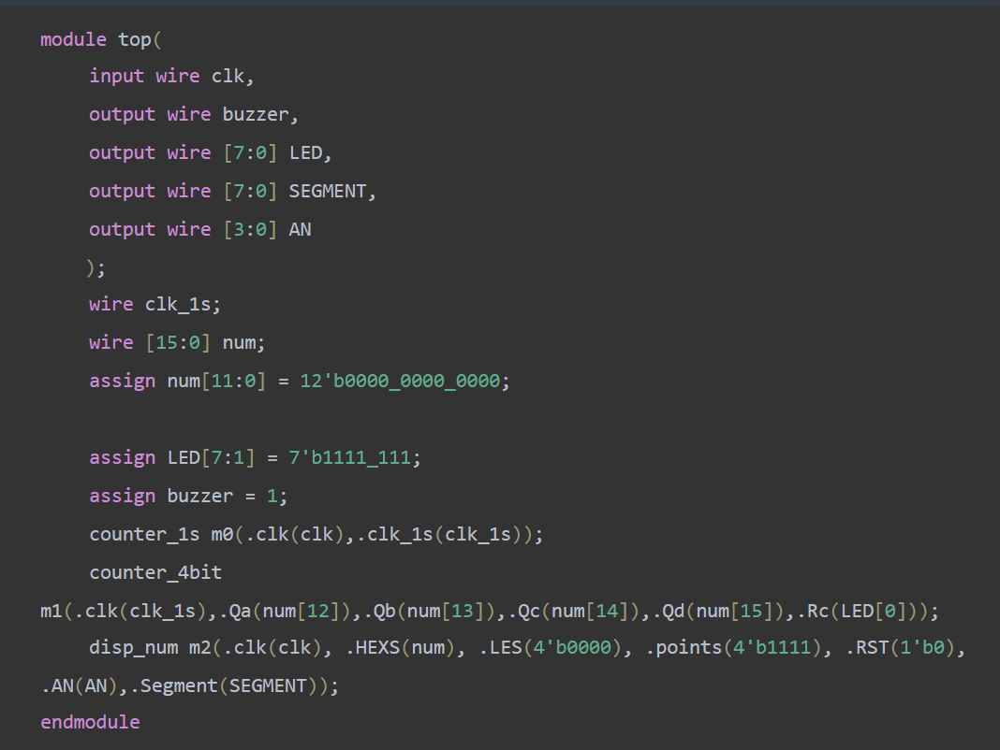 module top(
input wire clk,
output wire buzzer,
output wire [7:0] LED,
output wire [7:0] SEGMENT,
output wire [3:0] AN
);
wire clk_1s;
wire [15:0] num;
assign num[11:0] = 12'b0000_0000_0000;
assign LED[7:1] = 7'b1111_111;
assign buzzer = 1;
counter_1s m0(.clk(clk),.clk_1s(clk_1s));
counter_4bit
m1(.clk(clk_1s),.Qa(num[12]),.Qb(num[13]),.Qc(num[14]),.Qd(num[15]),.Rc(LED[0]));
disp_num m2(.clk(clk), .HEXS(num), .LES(4'b0000), .points(4'b1111), .RST(1'b0),
.AN(AN),.Segment(SEGMENT));
endmodule